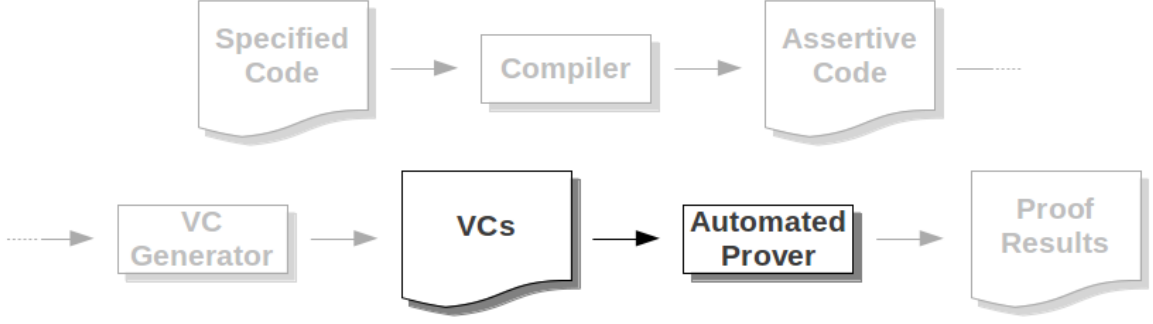 Specified
Code
Compiler
Assertive
Code
VC
Generator
VCs
Automated
Prover
Proof
Results